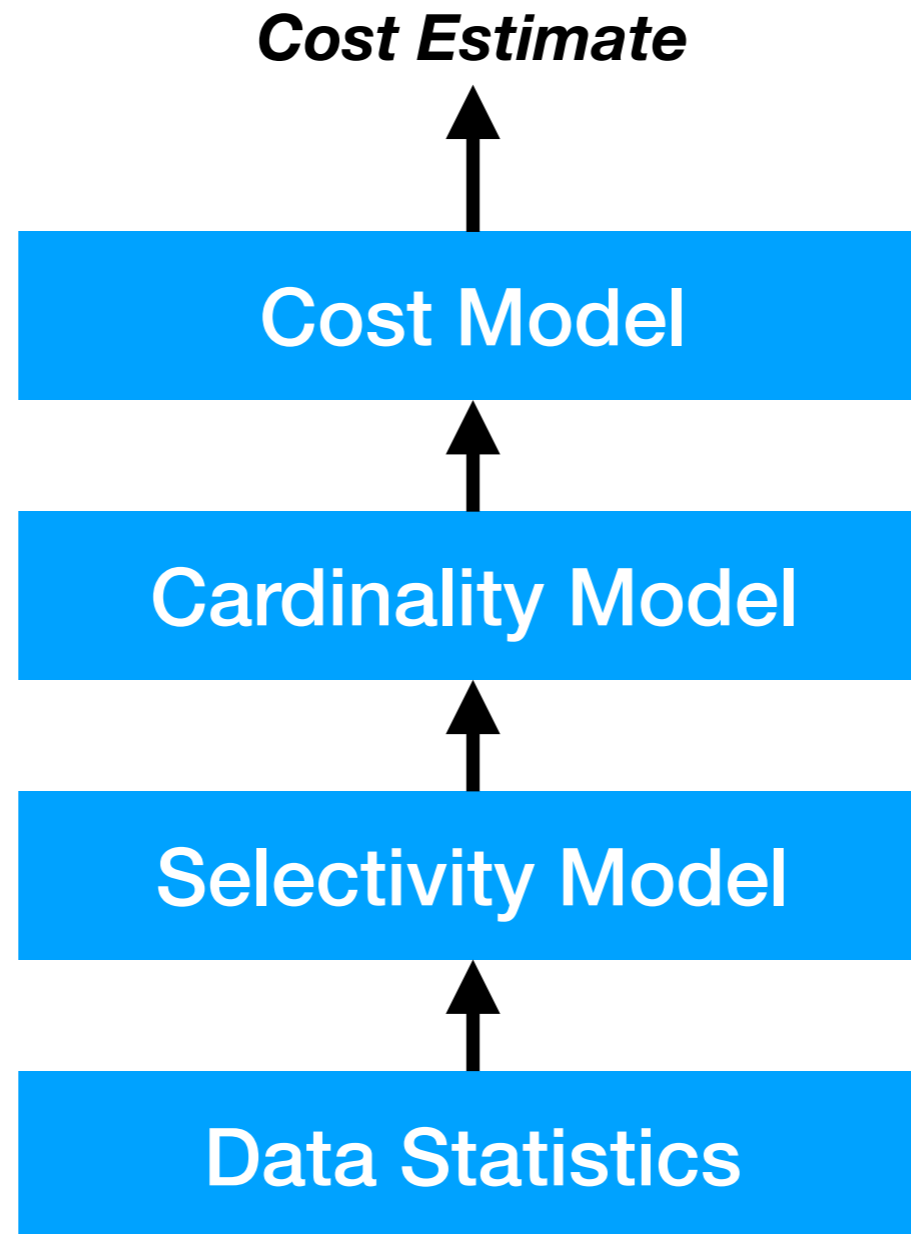 Cost Estimate
Cost Model
Cardinality Model
Selectivity Model
Data Statistics